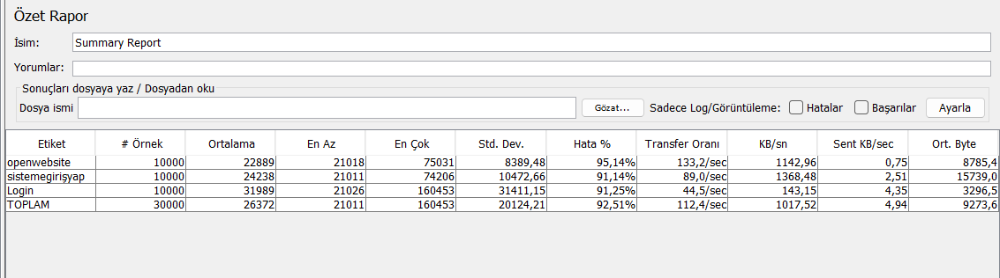 Özet Rapor
İsim: Summary Report
Yorumlar:
Sonuçları dosyaya yaz / Dosyadan oku
Dosya ismi Gözat... Sadece Log/Görüntüleme: Hatalar Başarılar Ayarla
Etiket # Örnek Ortalama En Az En Çok Std. Dev. Hata % Transfer Oranı KB/sn Sent KB/sec Ort. Byte
openwebsite 10000 22889 21018 75031 8389,48 95,14% 133,2/sec 1142,96 0,75 8785,4
sistemegirişyap 10000 24238 21011 74206 10472,66 91,14% 89,0/sec 1368,48 2,51 15739,0
Login 10000 31989 21026 160453 31411,15 91,25% 44,5/sec 143,15 4,35 3296,5
TOPLAM 30000 26372 21011 160453 20124,21 92,51% 112,4/sec 1017,52 4,94 9273,6